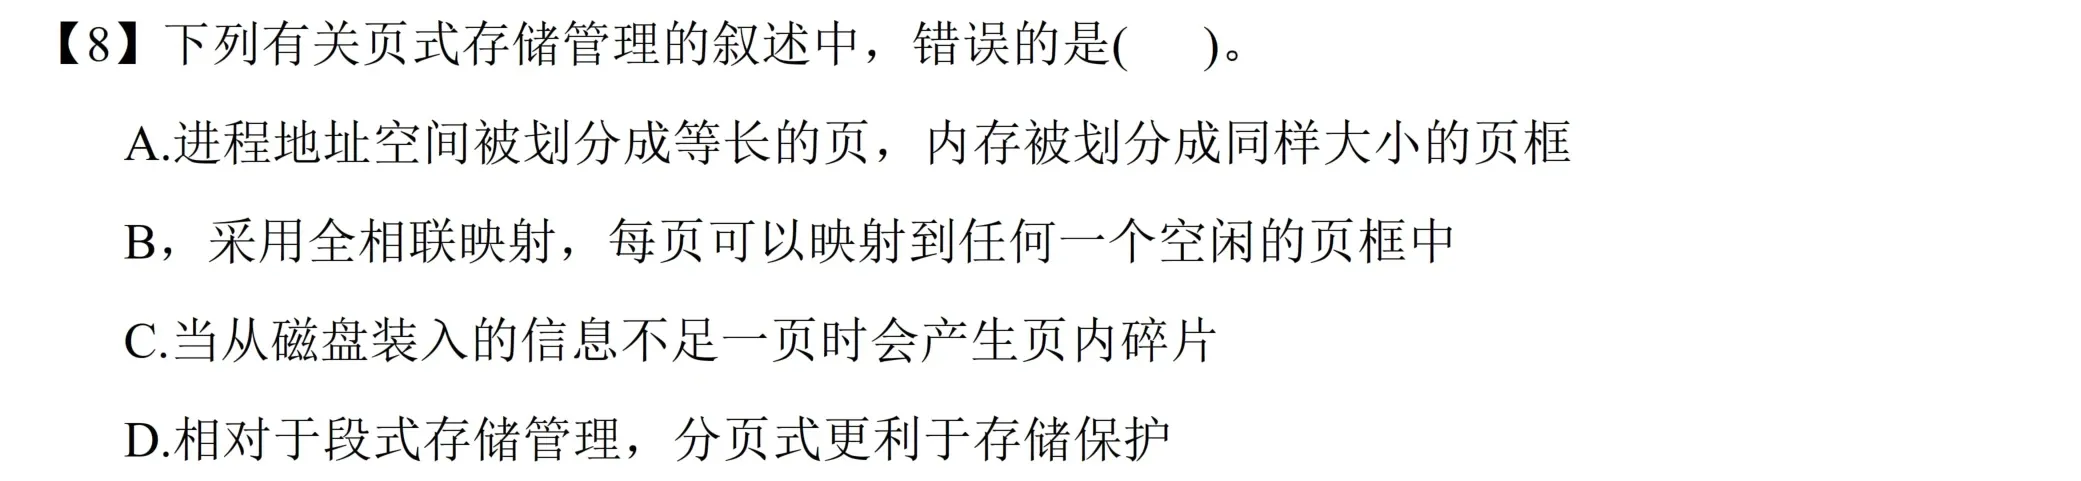 【8】下列有关页式存储管理的叙述中，错误的是(    )。
A.进程地址空间被划分成等长的页，内存被划分成同样大小的页框
B，采用全相联映射，每页可以映射到任何一个空闲的页框中
C.当从磁盘装入的信息不足一页时会产生页内碎片
D.相对于段式存储管理，分页式更利于存储保护